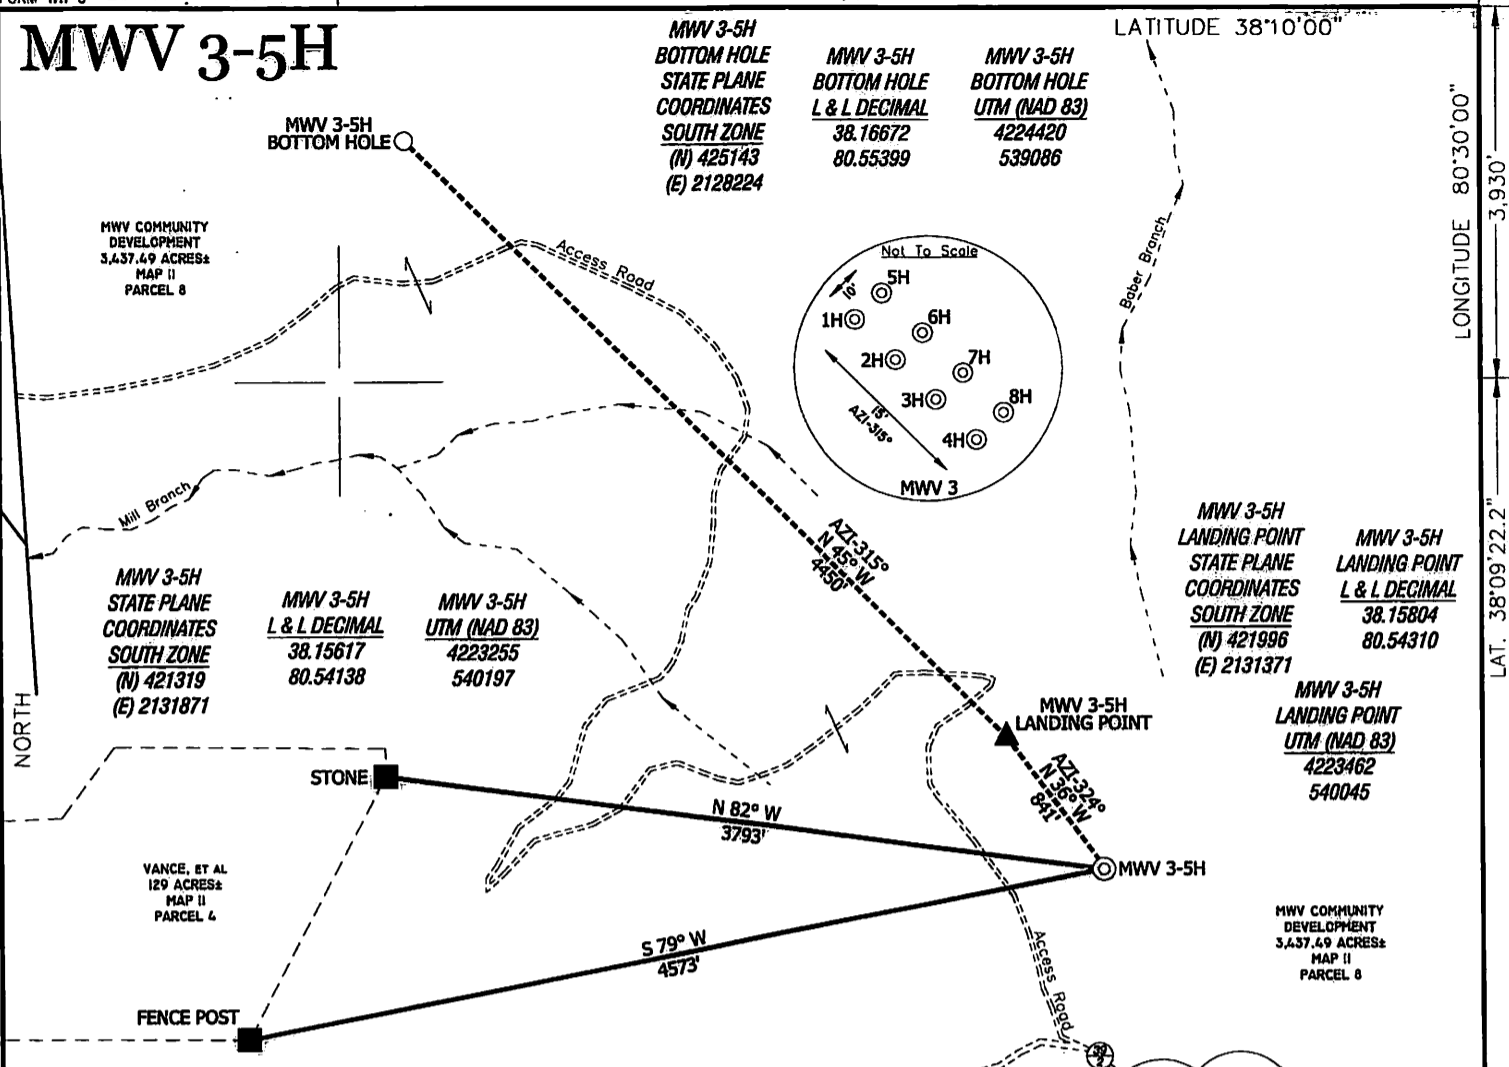 MWV 3-5H
MWV 3-5H
BOTTOM HOLE
STATE PLANE
COORDINATES
SOUTH ZONE
(N) 425143
(E) 2128224
MWV 3-5H
BOTTOM HOLE
L & L DECIMAL
38.16672
80.55399
MWV 3-5H
BOTTOM HOLE
UTM (NAD 83)
4224420
539086
LATITUDE 38°10'00"
LONGITUDE 80°30'00"
3,930'
LAT. 38°09'22.2"
MWV 3-5H
BOTTOM HOLE
MWV COMMUNITY
DEVELOPMENT
3,437.49 ACRES±
MAP 11
PARCEL 8
Access Road
Baber Branch
Not To Scale
10'
5H
1H
6H
2H
7H
3H
8H
4H
15'
AZI-315°
MWV 3
Mill Branch
AZI-315°
N 45° W
4450'
MWV 3-5H
STATE PLANE
COORDINATES
SOUTH ZONE
(N) 421319
(E) 2131871
MWV 3-5H
L & L DECIMAL
38.15617
80.54138
MWV 3-5H
UTM (NAD 83)
4223255
540197
MWV 3-5H
LANDING POINT
STATE PLANE
COORDINATES
SOUTH ZONE
(N) 421996
(E) 2131371
MWV 3-5H
LANDING POINT
L & L DECIMAL
38.15804
80.54310
MWV 3-5H
LANDING POINT
UTM (NAD 83)
4223462
540045
NORTH
MWV 3-5H
LANDING POINT
AZI-324°
N 36° W
841'
STONE
N 82° W
3793'
MWV 3-5H
VANCE, ET AL
129 ACRES±
MAP 11
PARCEL 4
S 79° W
4573'
MWV COMMUNITY
DEVELOPMENT
3,437.49 ACRES±
MAP 11
PARCEL 8
FENCE POST
Access Road
39
2